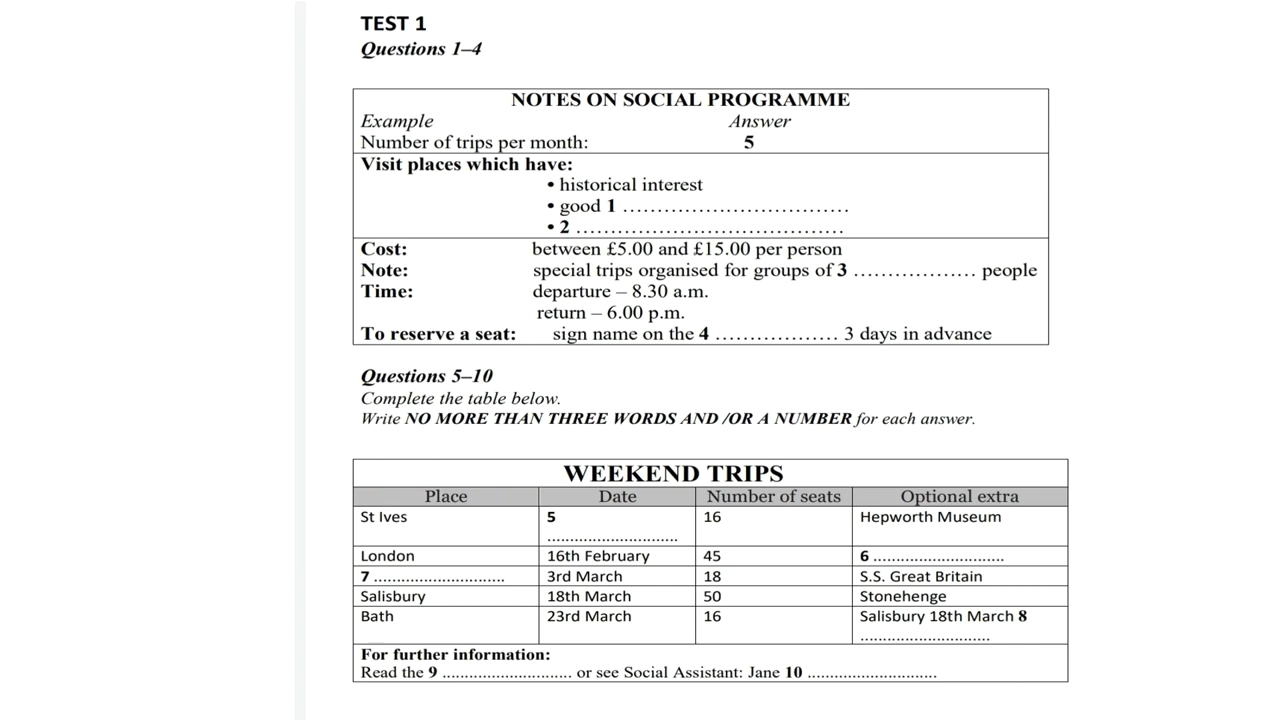 TEST 1
Questions 1–4
NOTES ON SOCIAL PROGRAMME
Example Answer
Number of trips per month: 5
Visit places which have:
• historical interest
• good 1 ……………………………
• 2 …………………………………
Cost: between £5.00 and £15.00 per person
Note: special trips organised for groups of 3 ……………… people
Time: departure – 8.30 a.m.
return – 6.00 p.m.
To reserve a seat: sign name on the 4 ……………… 3 days in advance
Questions 5–10
Complete the table below.
Write NO MORE THAN THREE WORDS AND /OR A NUMBER for each answer.
WEEKEND TRIPS
Place Date Number of seats Optional extra
St Ives 5 16 Hepworth Museum
.............................
London 16th February 45 6 .............................
7 ............................. 3rd March 18 S.S. Great Britain
Salisbury 18th March 50 Stonehenge
Bath 23rd March 16 Salisbury 18th March 8
.............................
For further information:
Read the 9 ............................. or see Social Assistant: Jane 10 .............................